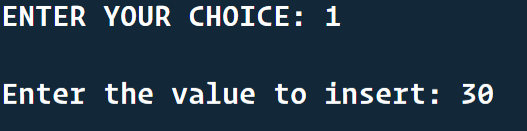 ENTER YOUR CHOICE: 1
Enter the value to insert: 30